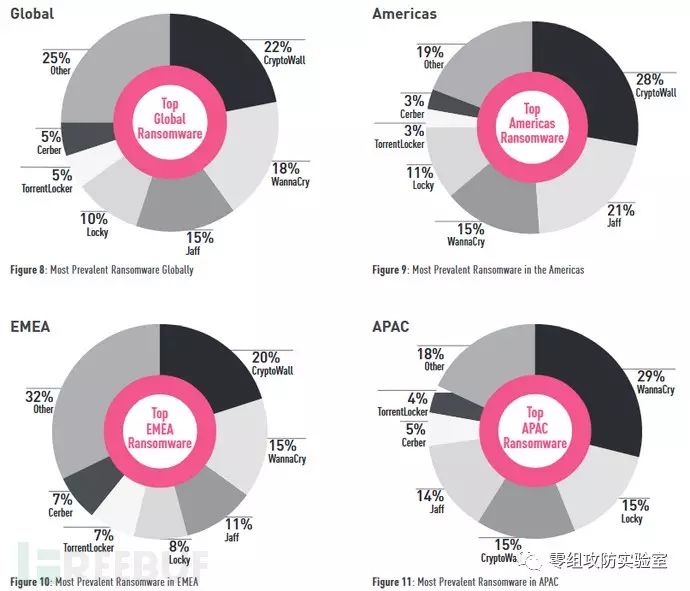 Global
22%
CryptoWall
18%
WannaCry
15%
Jaff
10%
Locky
5%
TorrentLocker
5%
Cerber
25%
Other
Top
Global
Ransomware
Figure 8: Most Prevalent Ransomware Globally
Americas
28%
CryptoWall
21%
Jaff
15%
WannaCry
11%
Locky
3%
TorrentLocker
3%
Cerber
19%
Other
Top
Americas
Ransomware
Figure 9: Most Prevalent Ransomware in the Americas
EMEA
20%
CryptoWall
15%
WannaCry
11%
Jaff
8%
Locky
7%
TorrentLocker
7%
Cerber
32%
Other
Top
EMEA
Ransomware
Figure 10: Most Prevalent Ransomware in EMEA
REEBUF
APAC
29%
WannaCry
15%
Locky
15%
14%
Jaff
5%
Cerber
4%
TorrentLocker
18%
Other
Top
APAC
Ransomware
Figure 11: Most Prevalent Ransomware in APAC
零组攻防实验室